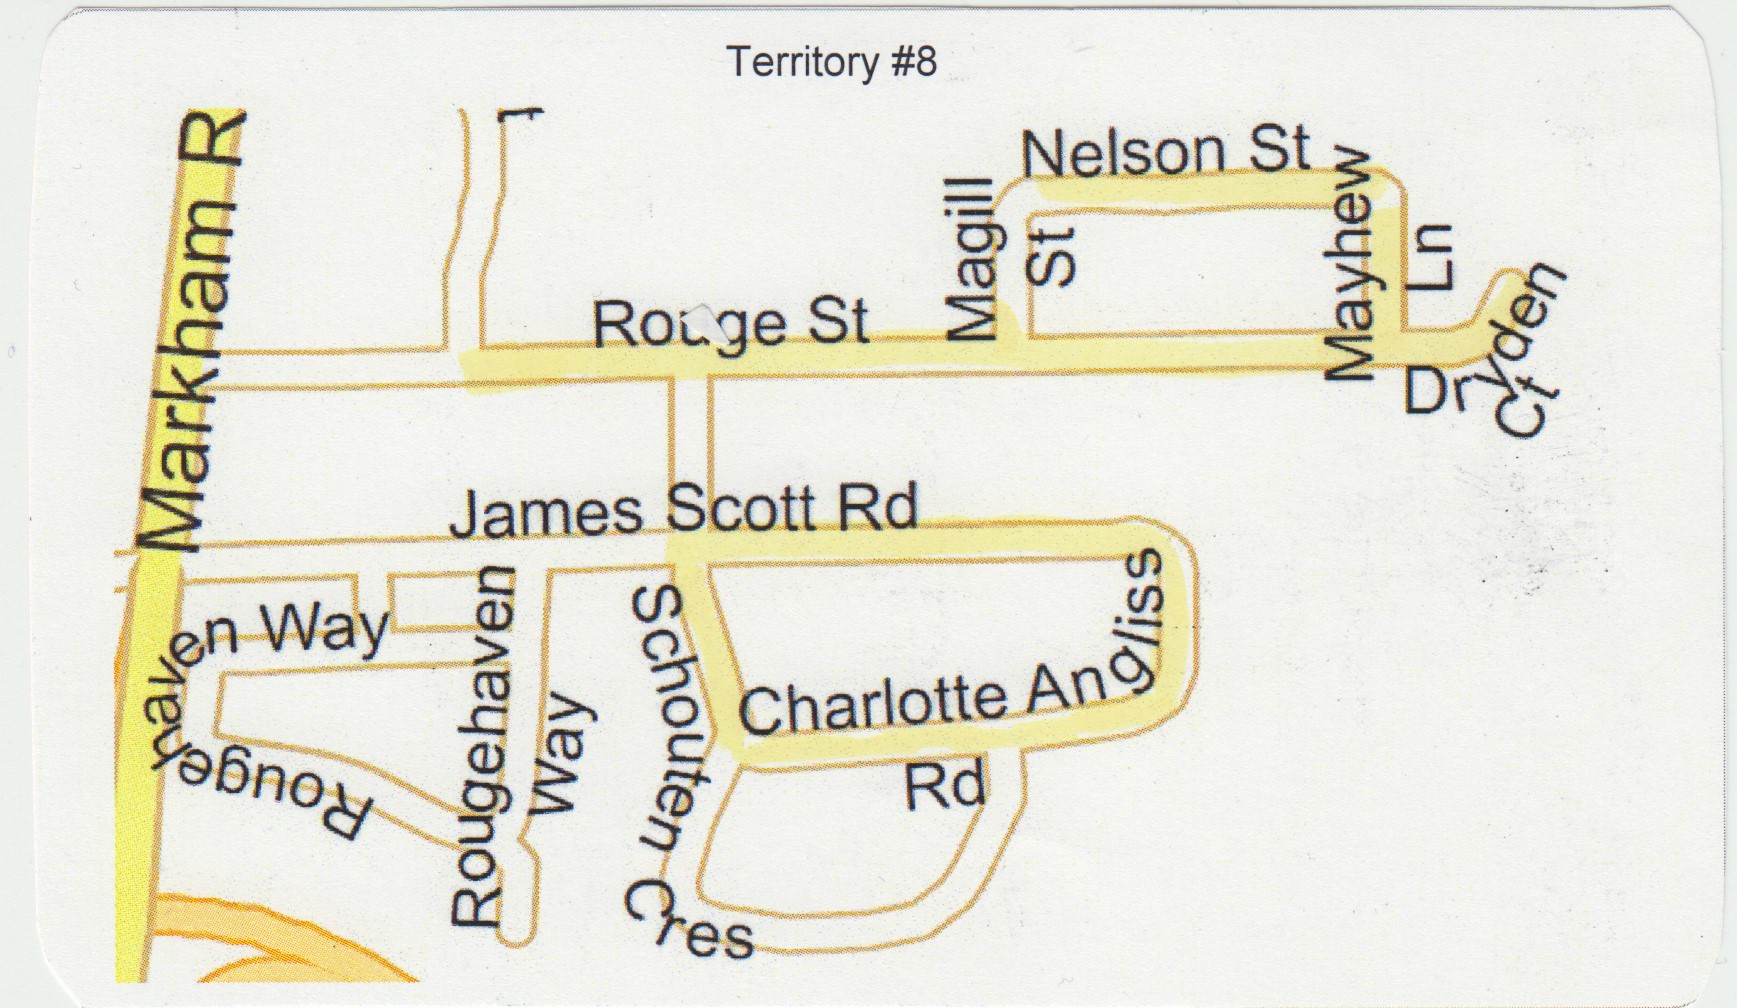 Territory #8
Markham R
Nelson St
Magill
St
Mayhew
Ln
Rouge St
Dryden
Ct
James Scott Rd
Rougehaven Way
Rougehaven
Way
Schouten Cres
Charlotte Angliss
Rd